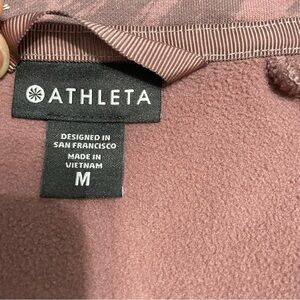 ATHLETA
DESIGNED IN
SAN FRANCISCO
MADE IN
VIETNAM
M